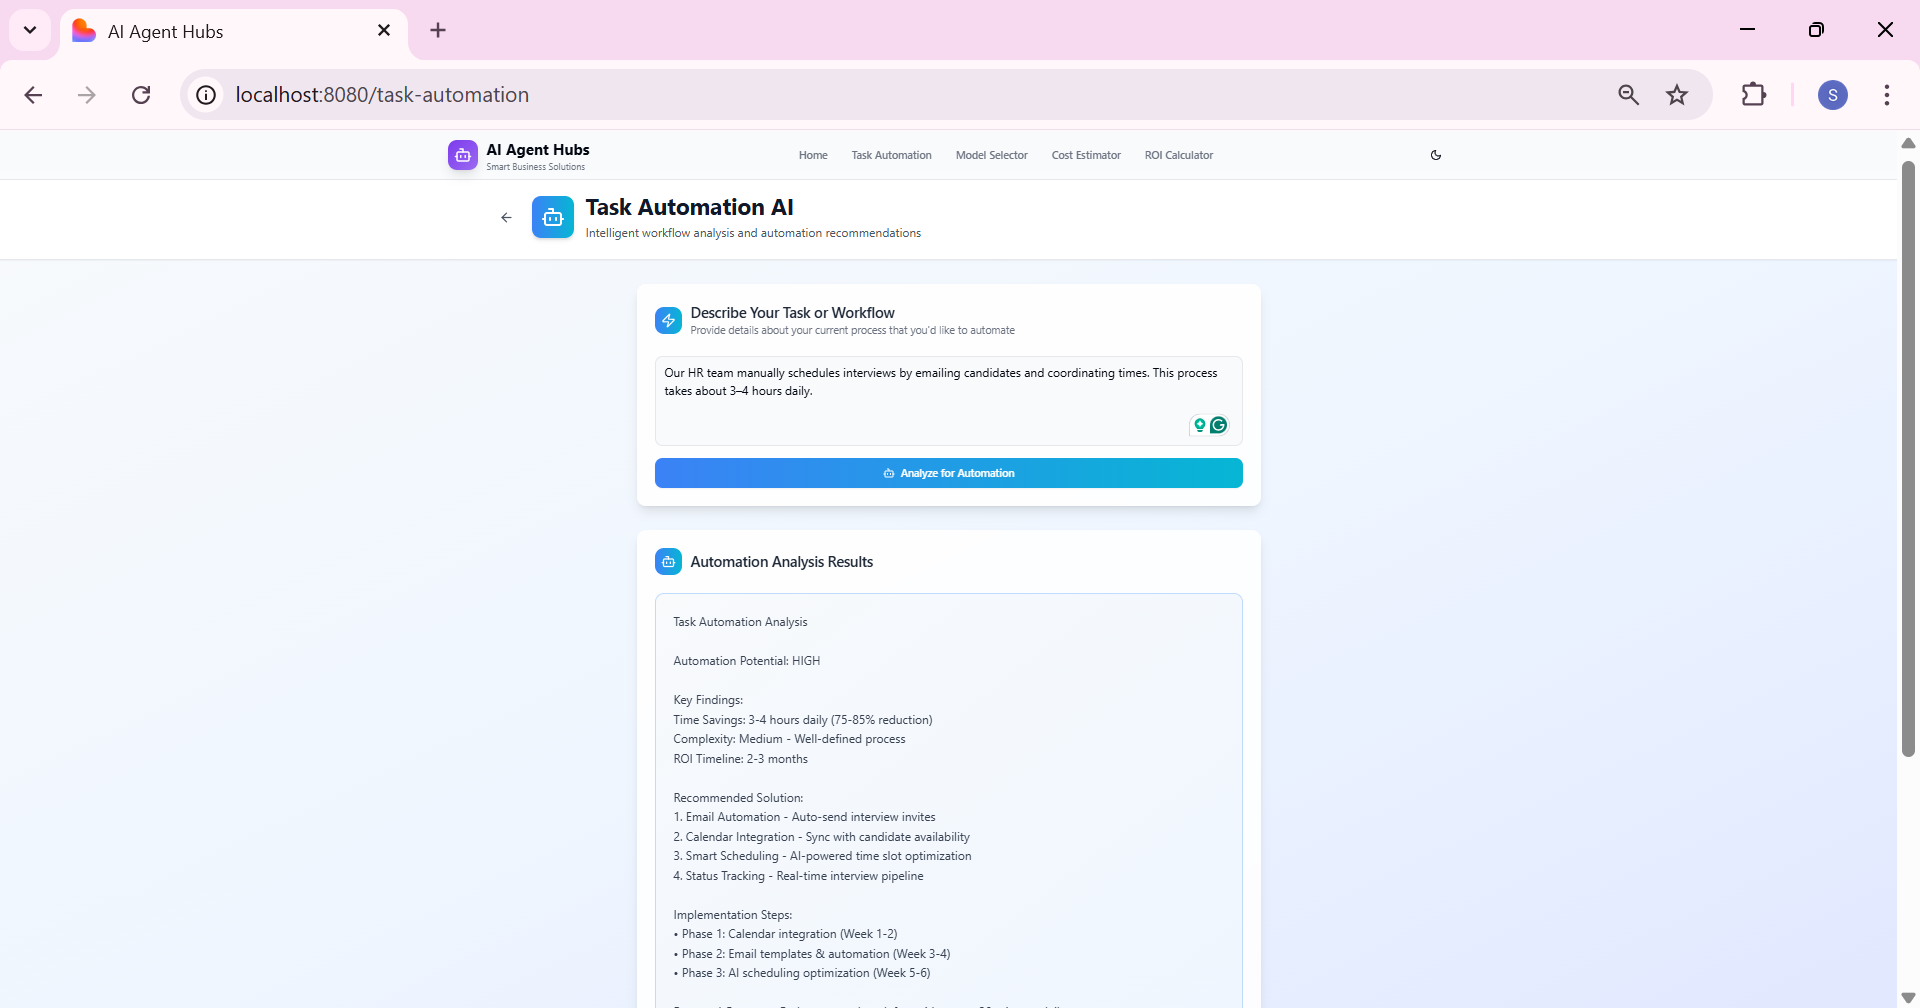 AI Agent Hubs
localhost:8080/task-automation
S
AI Agent Hubs
Smart Business Solutions
Home
Task Automation
Model Selector
Cost Estimator
ROI Calculator
Task Automation AI
Intelligent workflow analysis and automation recommendations
Describe Your Task or Workflow
Provide details about your current process that you'd like to automate
Our HR team manually schedules interviews by emailing candidates and coordinating times. This process
takes about 3–4 hours daily.
Analyze for Automation
Automation Analysis Results
Task Automation Analysis
Automation Potential: HIGH
Key Findings:
Time Savings: 3-4 hours daily (75-85% reduction)
Complexity: Medium - Well-defined process
ROI Timeline: 2-3 months
Recommended Solution:
1. Email Automation - Auto-send interview invites
2. Calendar Integration - Sync with candidate availability
3. Smart Scheduling - AI-powered time slot optimization
4. Status Tracking - Real-time interview pipeline
Implementation Steps:
• Phase 1: Calendar integration (Week 1-2)
• Phase 2: Email templates & automation (Week 3-4)
• Phase 3: AI scheduling optimization (Week 5-6)